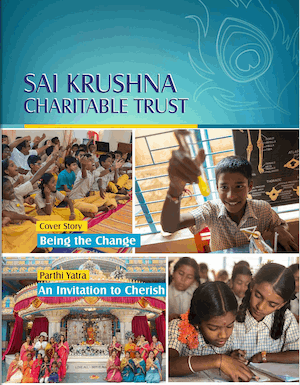 SAI KRUSHNA
CHARITABLE TRUST
Cover Story
Being the Change
Parthi Yatra
An Invitation to Cherish